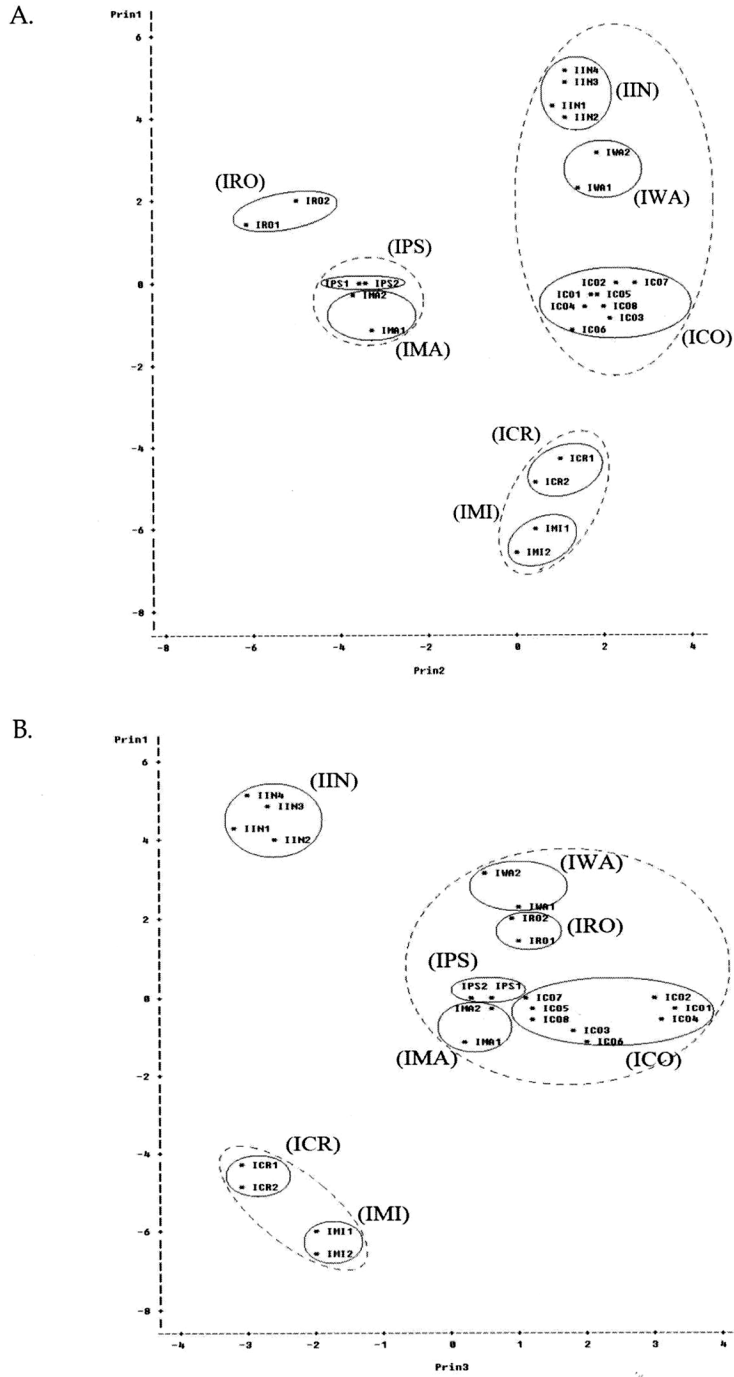 A.
Prin1
6
IIN4
IIN3
(IIN)
IIN1
IIN2
4
IWA2
IWA1
(IWA)
(IRO)
2
IRO2
IRO1
(IPS)
0
IPS1
IPS2
IMA2
IMA1
(IMA)
ICO2
ICO7
ICO1
ICO5
ICO4
ICO8
ICO3
ICO6
(ICO)
-2
(ICR)
-4
ICR1
ICR2
(IMI)
-6
IMI1
IMI2
-8
-8 -6 -4 -2 0 2 4
Prin2
B.
Prin1
6
(IIN)
IIN4
IIN3
IIN1
IIN2
4
(IWA)
IWA2
IWA1
2
IRO2
(IRO)
IRO1
(IPS)
0
IPS2 IPS1
ICO7
ICO2
IMA2
ICO5
ICO1
ICO8
ICO4
ICO3
IMA1
ICO6
(IMA)
(ICO)
-2
-4
(ICR)
ICR1
ICR2
(IMI)
-6
IMI1
IMI2
-8
-4 -3 -2 -1 0 1 2 3 4
Prin3